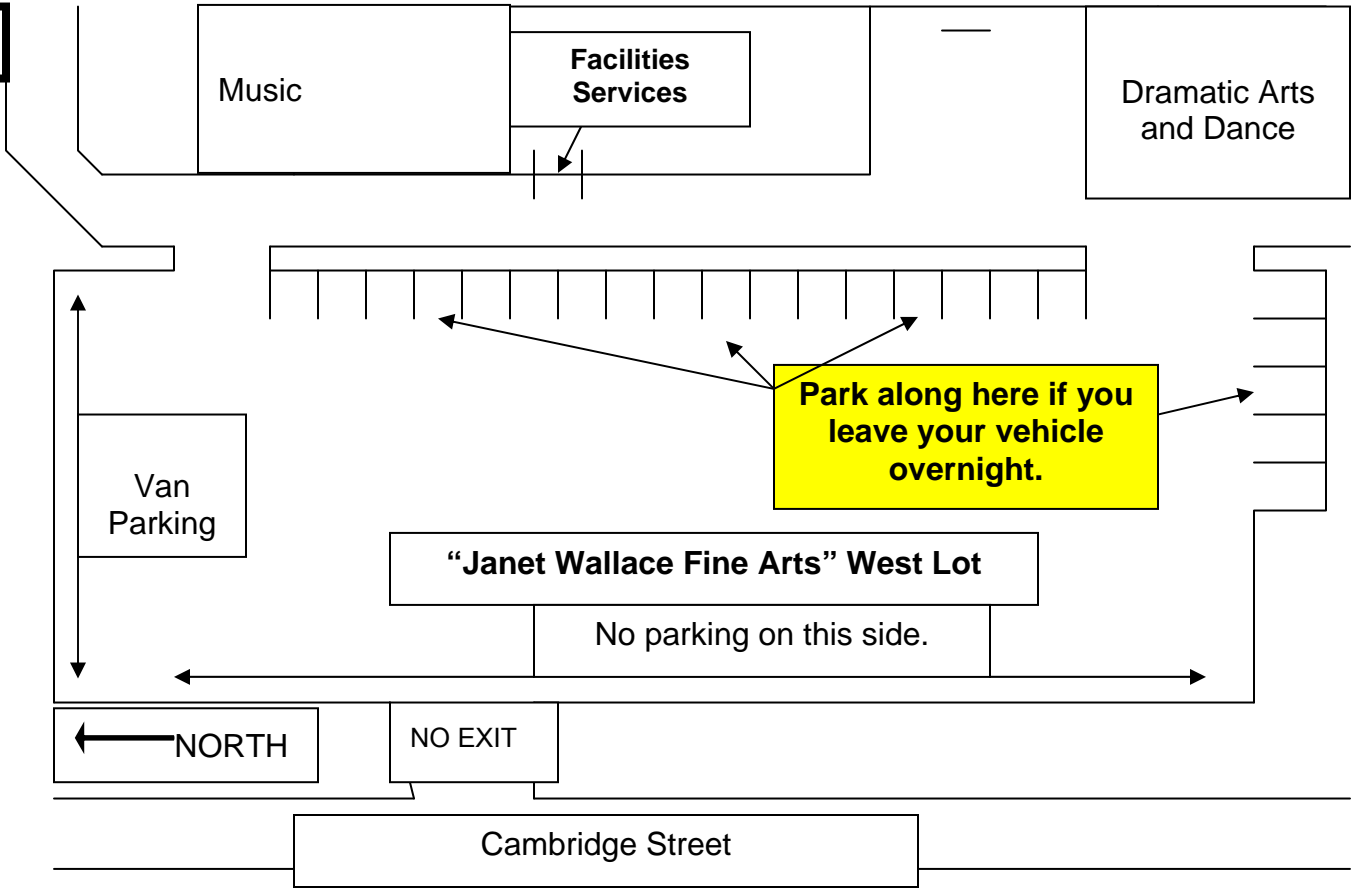 Music
Facilities
Services
Dramatic Arts
and Dance
Park along here if you
leave your vehicle
overnight.
Van
Parking
“Janet Wallace Fine Arts” West Lot
No parking on this side.
NORTH
NO EXIT
Cambridge Street